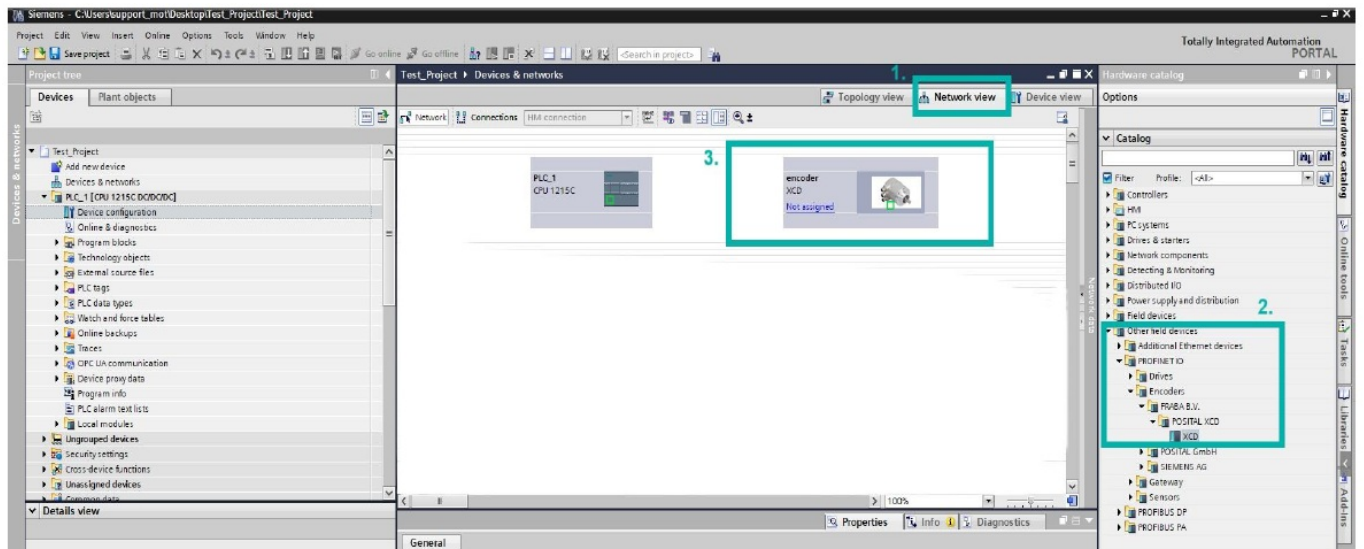 Siemens - C:\Users\support_mot\Desktop\Test_Project\Test_Project
Project Edit View Insert Online Options Tools Window Help
Totally Integrated Automation
PORTAL
Save project
Go online
Go offline
<Search in project>
Project tree
Devices
Plant objects
Devices & networks
Test_Project
Add new device
Devices & networks
PLC_1 [CPU 1215C DC/DC/DC]
Device configuration
Online & diagnostics
Program blocks
Technology objects
External source files
PLC tags
PLC data types
Watch and force tables
Online backups
Traces
OPC UA communication
Device proxy data
Program info
PLC alarm text lists
Local modules
Ungrouped devices
Security settings
Cross-device functions
Unassigned devices
Common data
Details view
Test_Project ▸ Devices & networks
1.
Topology view
Network view
Device view
Network
Connections
HMI connection
3.
PLC_1
CPU 1215C
encoder
XCD
Not assigned
Network data
100%
Properties
Info
Diagnostics
General
Hardware catalog
Options
Catalog
Filter
Profile:
<All>
Controllers
HMI
PC systems
Drives & starters
Network components
Detecting & Monitoring
Distributed I/O
Power supply and distribution
Field devices
2.
Other field devices
Additional Ethernet devices
PROFINET IO
Drives
Encoders
FRABA B.V.
POSITAL XCD
XCD
POSITAL GmbH
SIEMENS AG
Gateway
Sensors
PROFIBUS DP
PROFIBUS PA
Hardware catalog
Online tools
Tasks
Libraries
Add-Ins